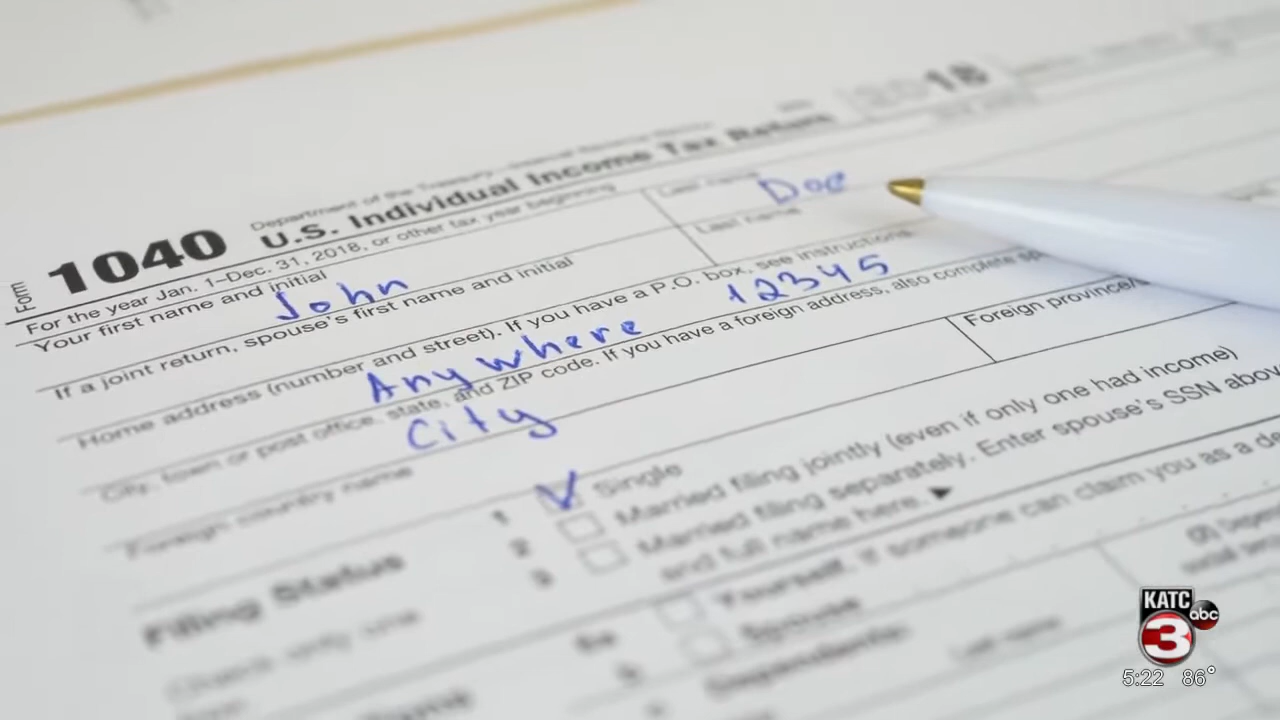 Form 1040
Department of the Treasury
U.S. Individual Income Tax Return 2018
For the year Jan. 1–Dec. 31, 2018, or other tax year beginning
Your first name and initial
John
Last name
Doe
If a joint return, spouse's first name and initial
Last name
Home address (number and street). If you have a P.O. box, see instructions.
Anywhere 12345
City, town or post office, state, and ZIP code. If you have a foreign address, also complete
City
Foreign country name
Foreign province/
Filing Status
Check only one
1 V Single
2 Married filing jointly (even if only one had income)
3 Married filing separately. Enter spouse's SSN above
and full name here. ▶
6a Yourself. If someone can claim you as a de
b Spouse
c Dependents:
Last name
KATC
3 abc
5:22 86°